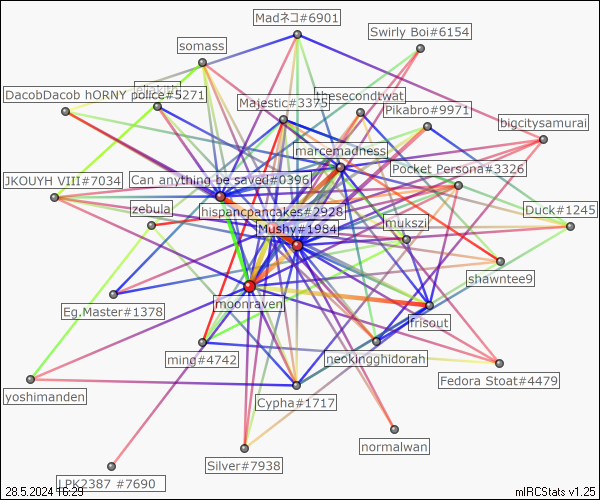 Madネコ#6901
Swirly Boi#6154
somass
DacobDacob hORNY police#5271
thesecondtwat
Majestic#3375
Pikabro#9971
bigcitysamurai
marcemadness
Pocket Persona#3326
JKOUYH VIII#7034
Can anything be saved#0396
zebula
hispancpancakes#2928
Duck#1245
Mushy#1984
mukszi
shawntee9
Eg.Master#1378
moonraven
frisout
ming#4742
neokingghidorah
Fedora Stoat#4479
yoshimanden
Cypha#1717
normalwan
Silver#7938
LPK2387 #7690
28.5.2024 16:29
mIRCStats v1.25